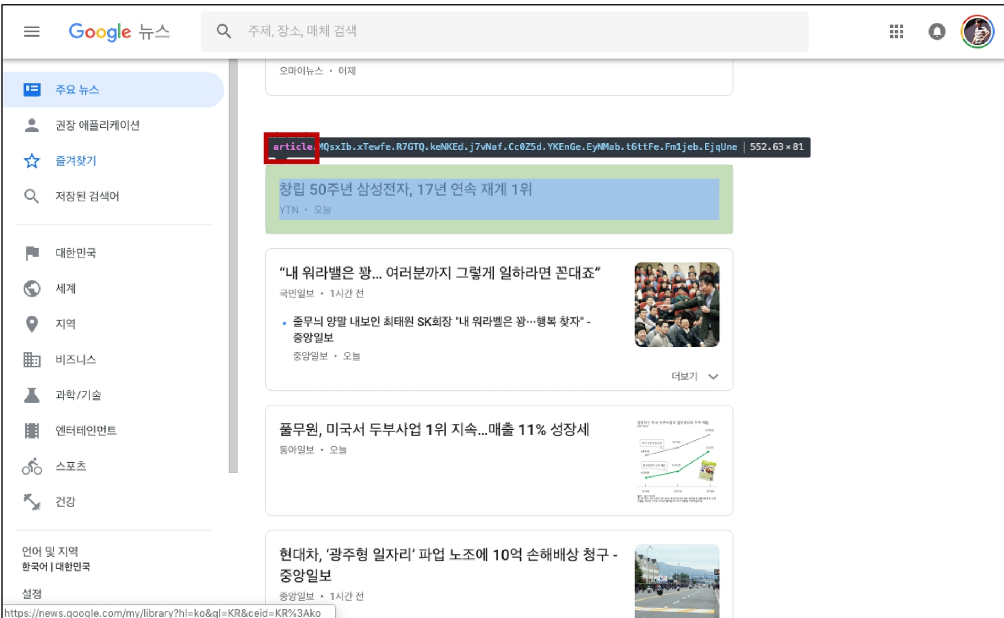 Google 뉴스
주제, 장소, 매체 검색
주요 뉴스
권장 애플리케이션
즐겨찾기
저장된 검색어
대한민국
세계
지역
비즈니스
과학/기술
엔터테인먼트
스포츠
건강
언어 및 지역
한국어 | 대한민국
설정
https://news.google.com/my/library?hl=ko&gl=KR&ceid=KR%3Ako
오마이뉴스 • 어제
article.MQsxIb.xTewfe.R7GTQ.keNKEd.j7vNaf.Cc0Z5d.YKEnGe.EyNMab.t6ttFe.Fm1jeb.EjqUne | 552.63×81
창립 50주년 삼성전자, 17년 연속 재계 1위
YTN • 오늘
“내 워라밸은 꽝... 여러분까지 그렇게 일하라면 꼰대죠”
국민일보 • 1시간 전
줄무늬 양말 내보인 최태원 SK회장 "내 워라벨은 꽝…행복 찾자" -
중앙일보
중앙일보 • 오늘
더보기
풀무원, 미국서 두부사업 1위 지속...매출 11% 성장세
동아일보 • 오늘
현대차, ‘광주형 일자리’ 파업 노조에 10억 손해배상 청구 -
중앙일보
중앙일보 • 1시간 전